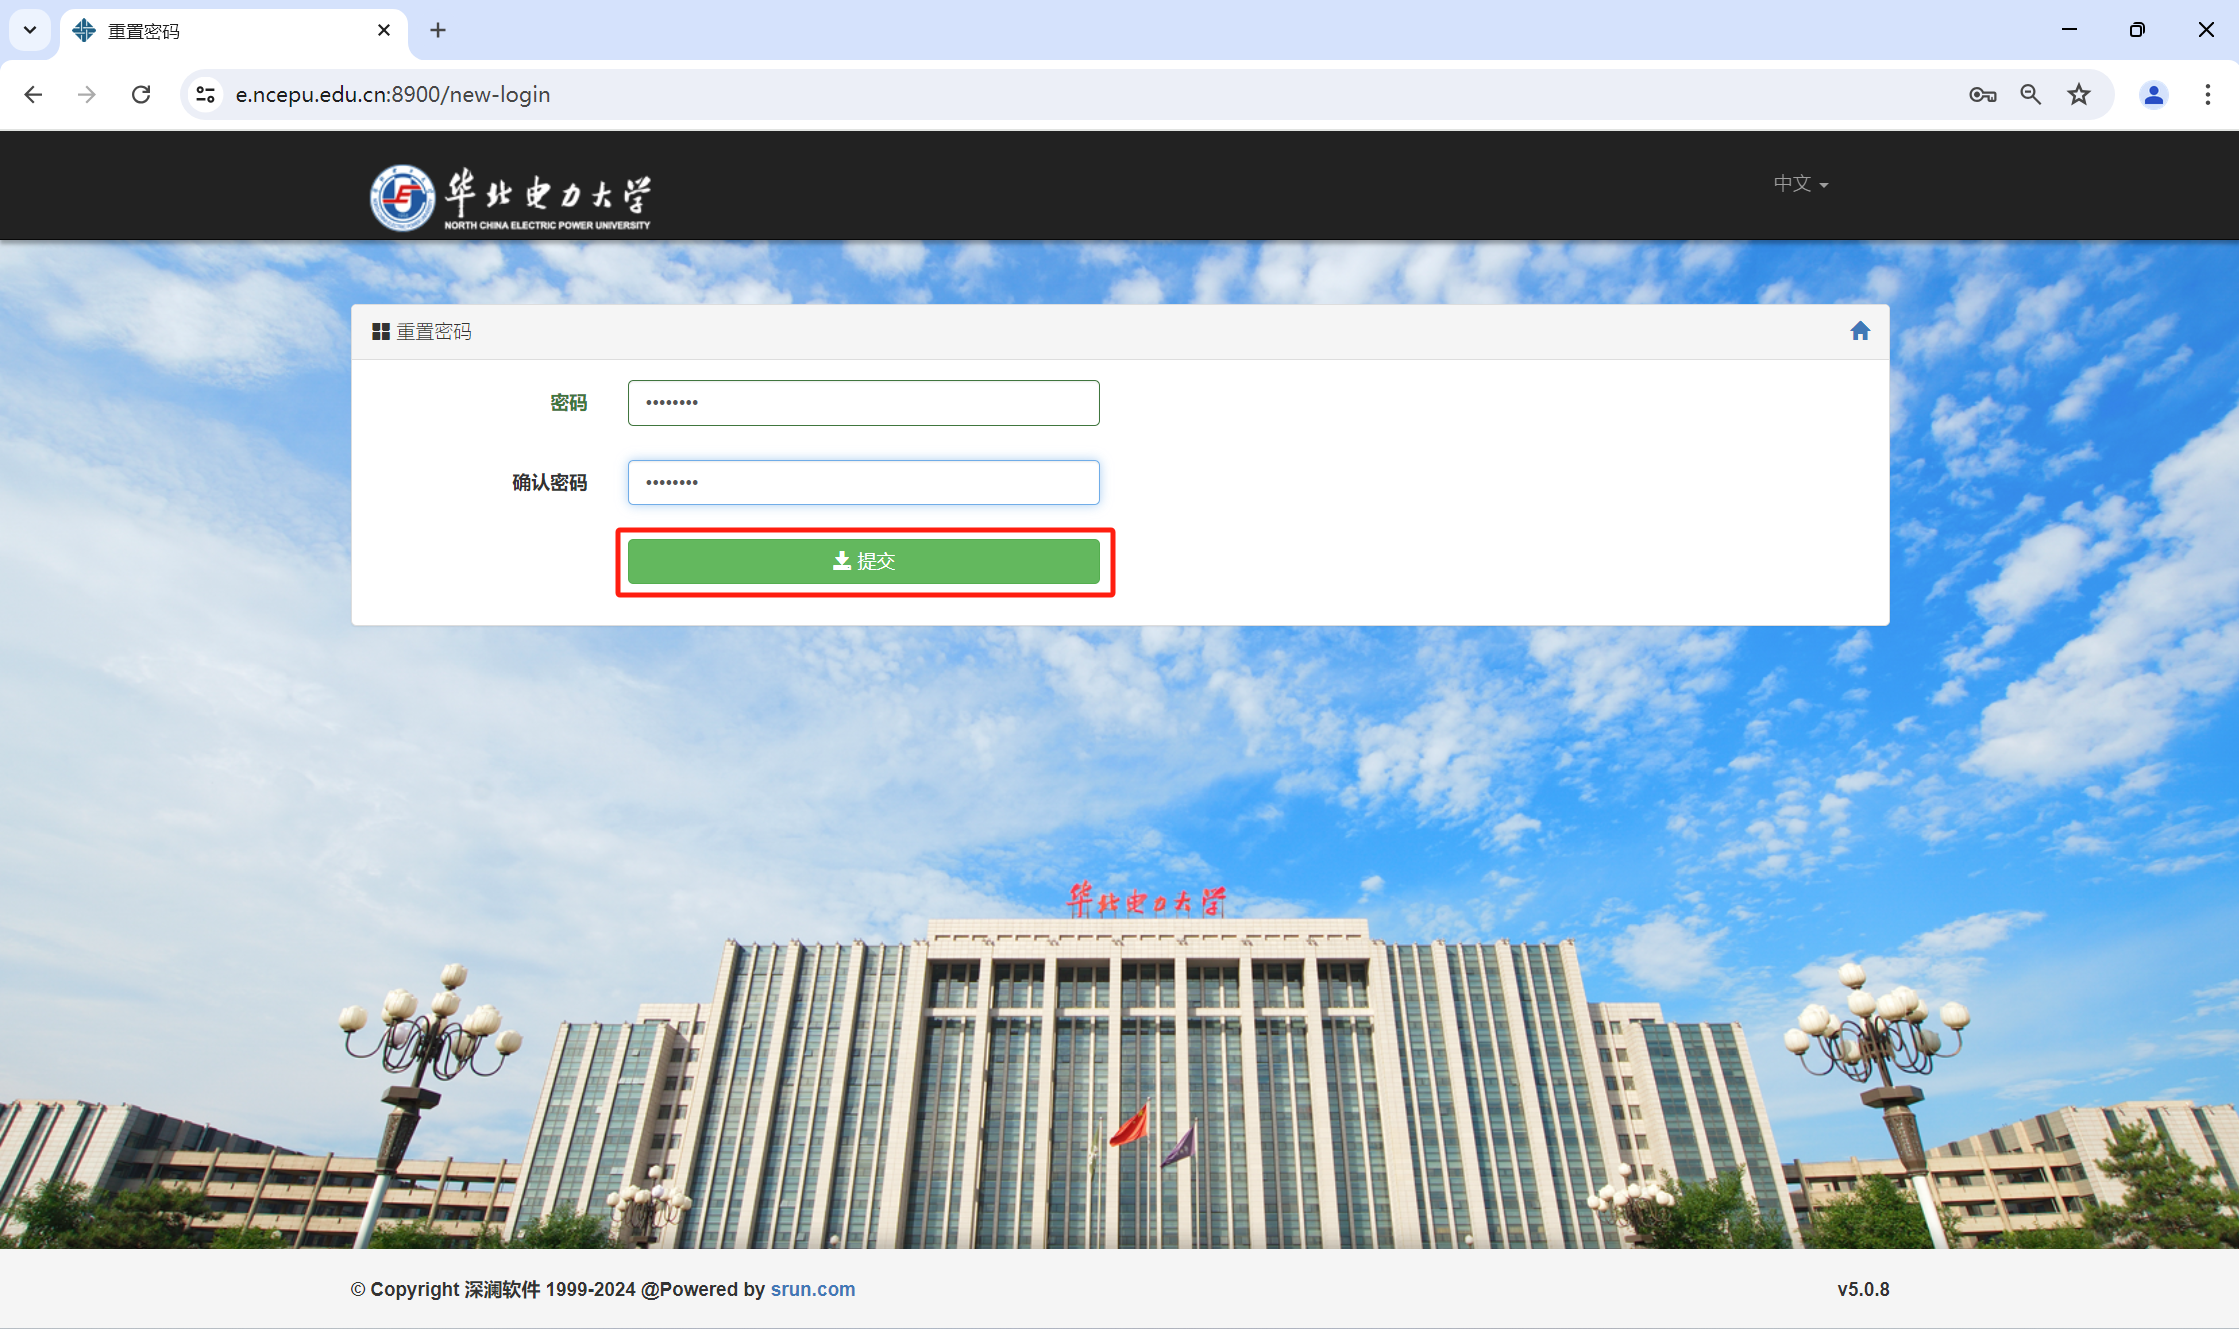 重置密码
e.ncepu.edu.cn:8900/new-login
华北电力大学
NORTH CHINA ELECTRIC POWER UNIVERSITY
中文
重置密码
密码
••••••••
确认密码
••••••••
提交
华北电力大学
© Copyright 深澜软件 1999-2024 @Powered by srun.com
v5.0.8